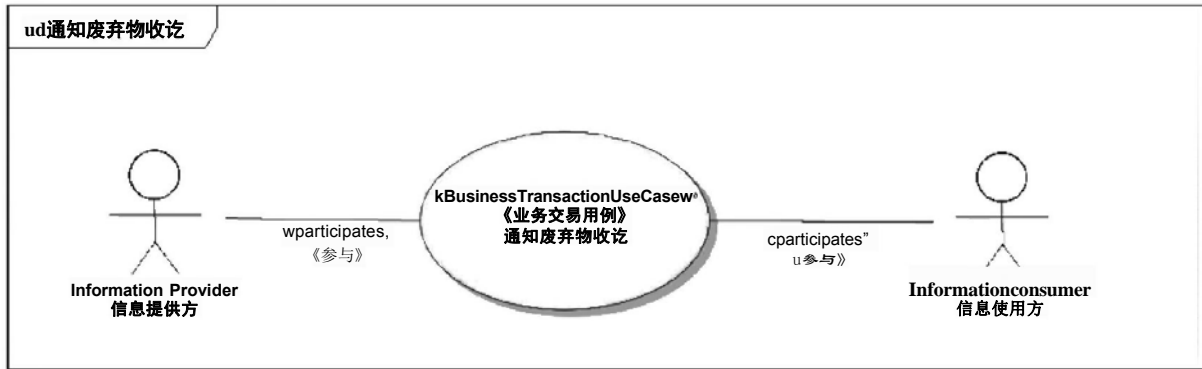 ud通知废弃物收讫
kBusinessTransactionUseCasew
《业务交易用例》
通知废弃物收讫
wparticipates,
《参与》
cparticipates”
u参与》
Information Provider
信息提供方
Informationconsumer
信息使用方